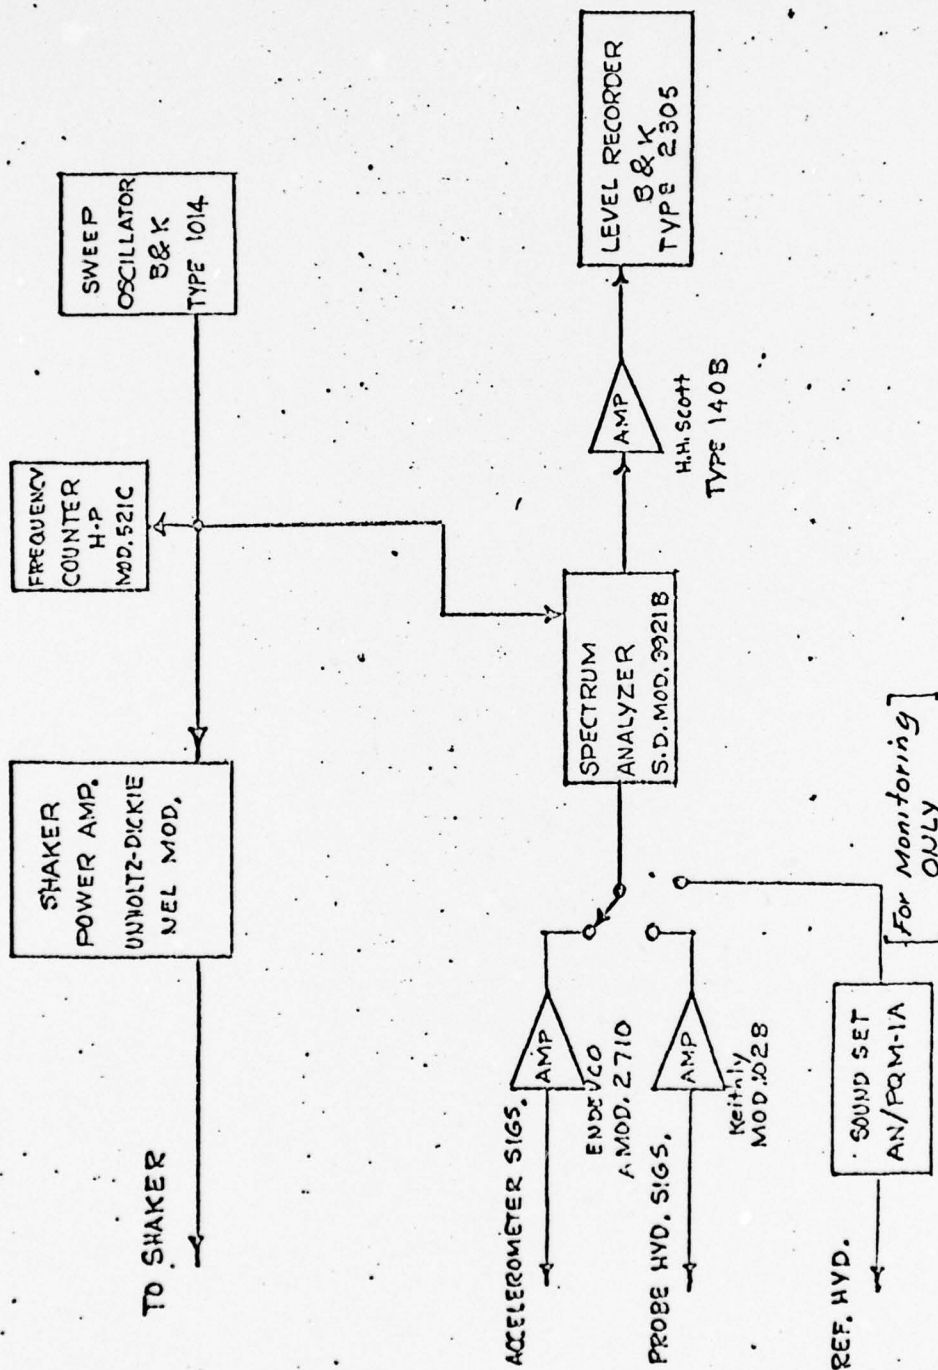 SWEEP
OSCILLATOR
B&K
TYPE 1014
FREQUENCY
COUNTER
H-P
MOD. 521C
SHAKER
POWER AMP.
UNHOLTZ-DICKIE
NEL MOD.
TO SHAKER
LEVEL RECORDER
B&K
TYPE 2305
AMP
H.H. Scott
TYPE 140B
SPECTRUM
ANALYZER
S.D. MOD. 3921B
ACCELEROMETER SIGS.
AMP
ENDEVCO
MOD. 2710
PROBE HYD. SIGS.
AMP
Keithly
MOD. 102B
REF. HYD.
SOUND SET
AN/PQM-1A
[For Monitoring]
ONLY